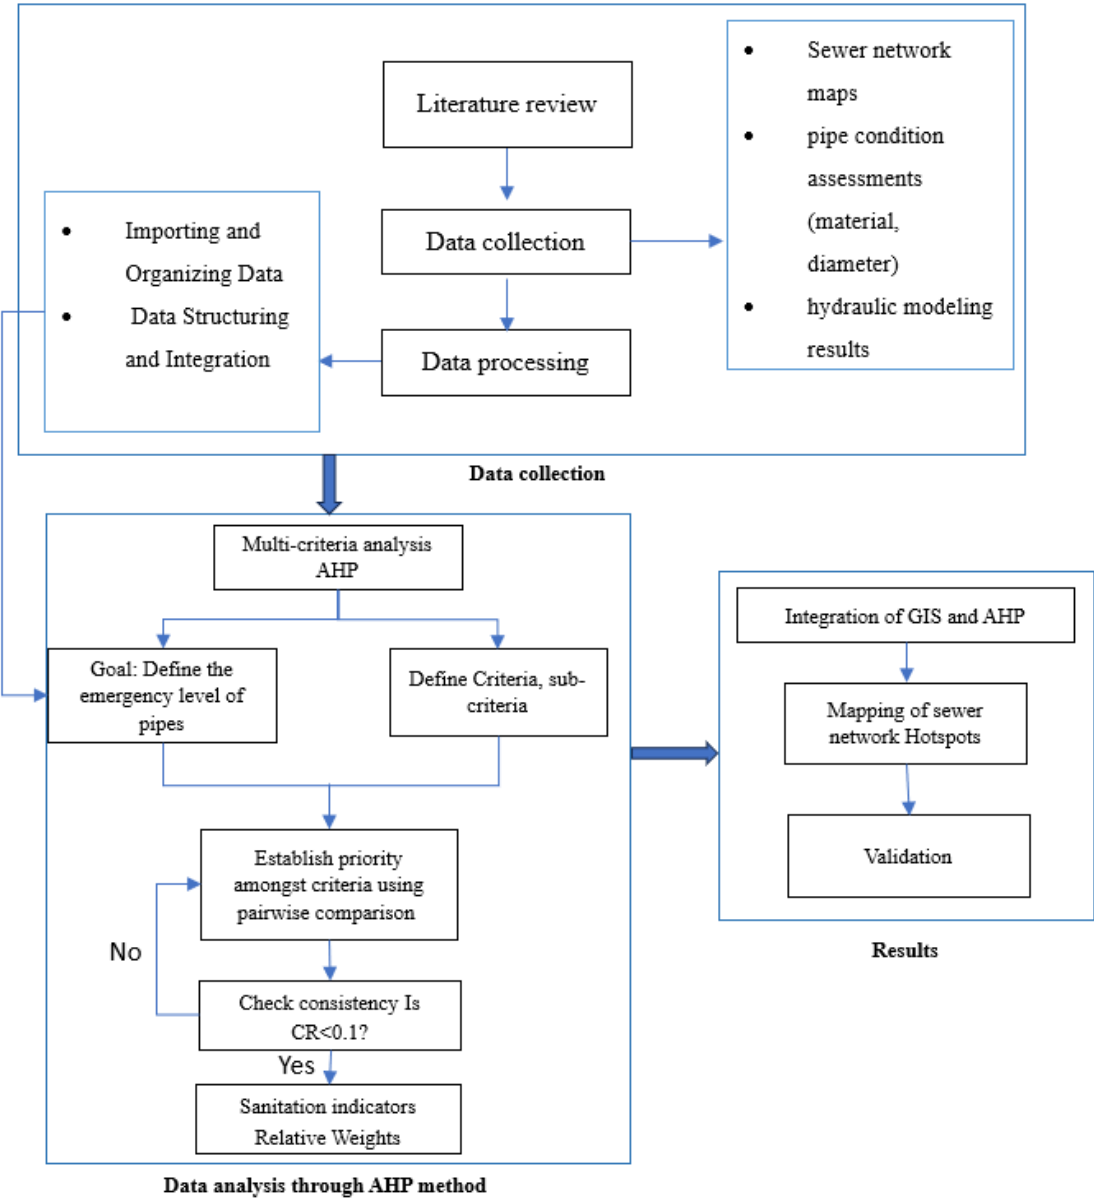 Literature review
Data collection
Data processing
• Sewer network
maps
• pipe condition
assessments
(material,
diameter)
• hydraulic modeling
results
• Importing and
Organizing Data
• Data Structuring
and Integration
Data collection
Multi-criteria analysis
AHP
Goal: Define the
emergency level of
pipes
Define Criteria, sub-
criteria
Establish priority
amongst criteria using
pairwise comparison
No
Check consistency Is
CR<0.1?
Yes
Sanitation indicators
Relative Weights
Data analysis through AHP method
Integration of GIS and AHP
Mapping of sewer
network Hotspots
Validation
Results